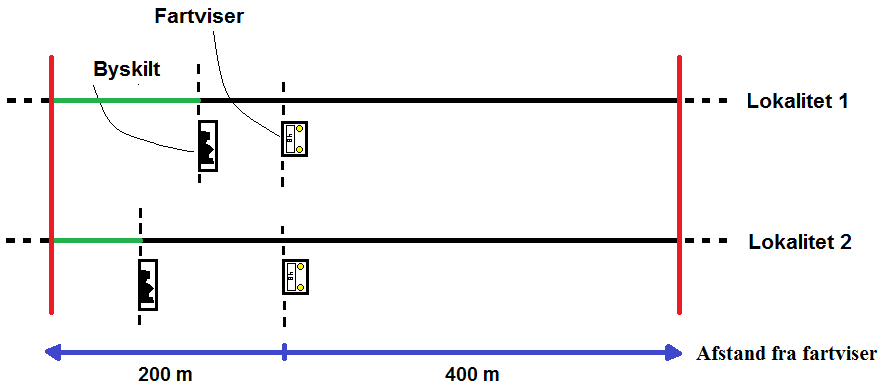 Fartviser
Byskilt
Lokalitet 1
Lokalitet 2
Afstand fra fartviser
200 m
400 m